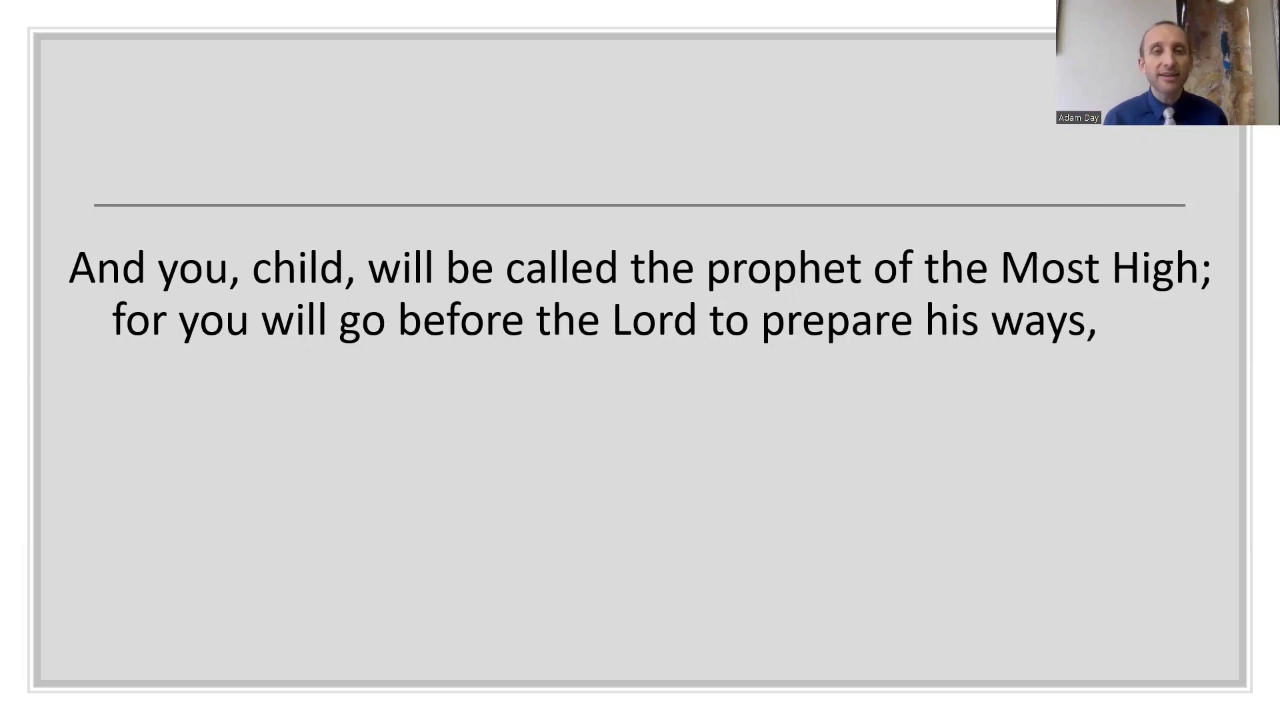 Adam Day
And you, child, will be called the prophet of the Most High;
for you will go before the Lord to prepare his ways,